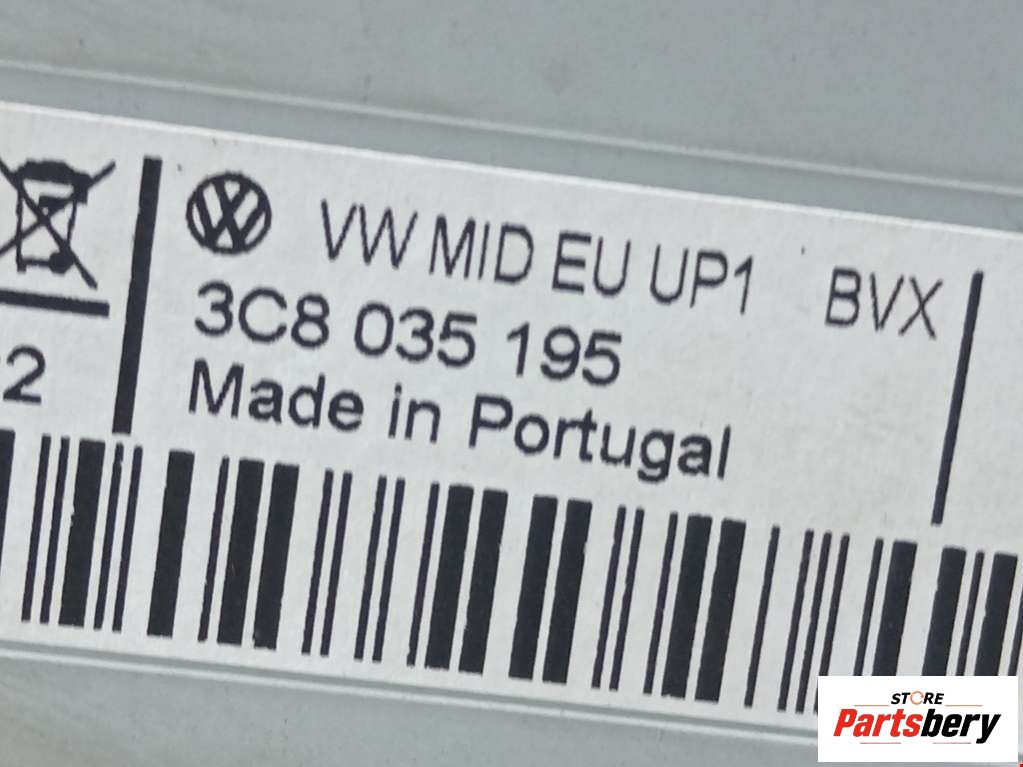 VW MID EU UP1 BVX
3C8 035 195
Made in Portugal
2
STORE
Partsbery